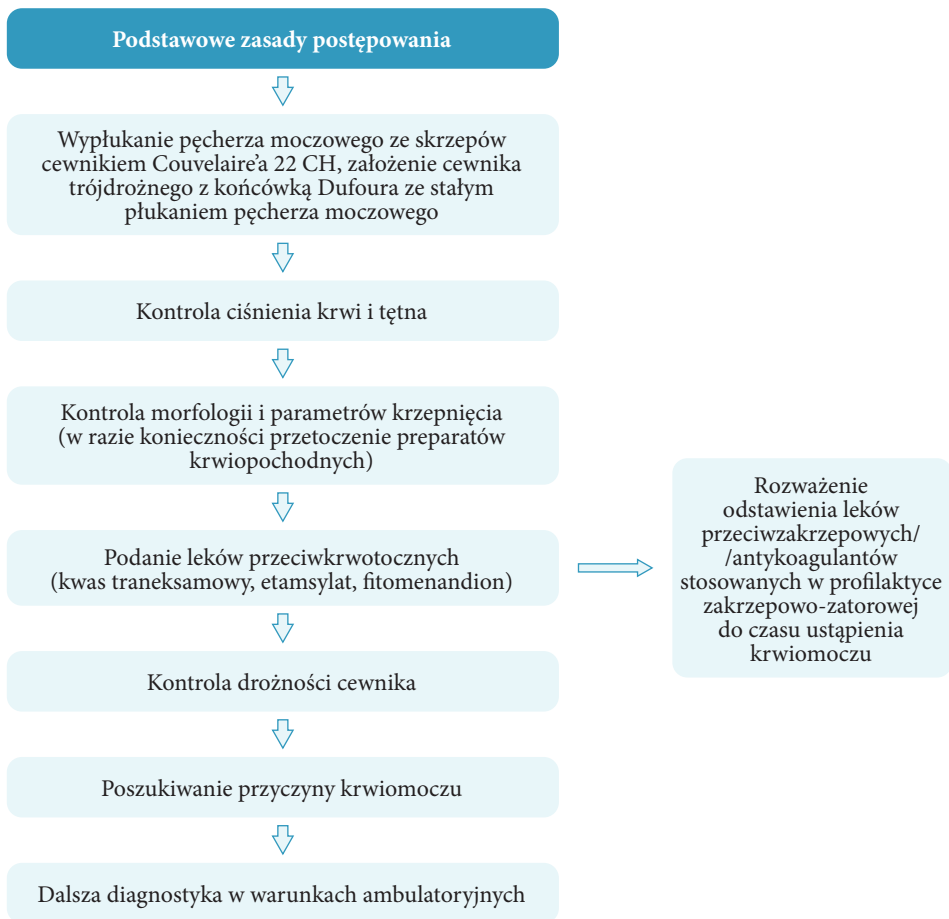 Podstawowe zasady postępowania
Wypłukanie pęcherza moczowego ze skrzepów
cewnikiem Couvelaire’a 22 CH, założenie cewnika
trójdrożnego z końcówką Dufoura ze stałym
płukaniem pęcherza moczowego
Kontrola ciśnienia krwi i tętna
Kontrola morfologii i parametrów krzepnięcia
(w razie konieczności przetoczenie preparatów
krwiopochodnych)
Podanie leków przeciwkrwotocznych
(kwas traneksamowy, etamsylat, fitomenandion)
Rozważenie
odstawienia leków
przeciwzakrzepowych/
/antykoagulantów
stosowanych w profilaktyce
zakrzepowo-zatorowej
do czasu ustąpienia
krwiomoczu
Kontrola drożności cewnika
Poszukiwanie przyczyny krwiomoczu
Dalsza diagnostyka w warunkach ambulatoryjnych